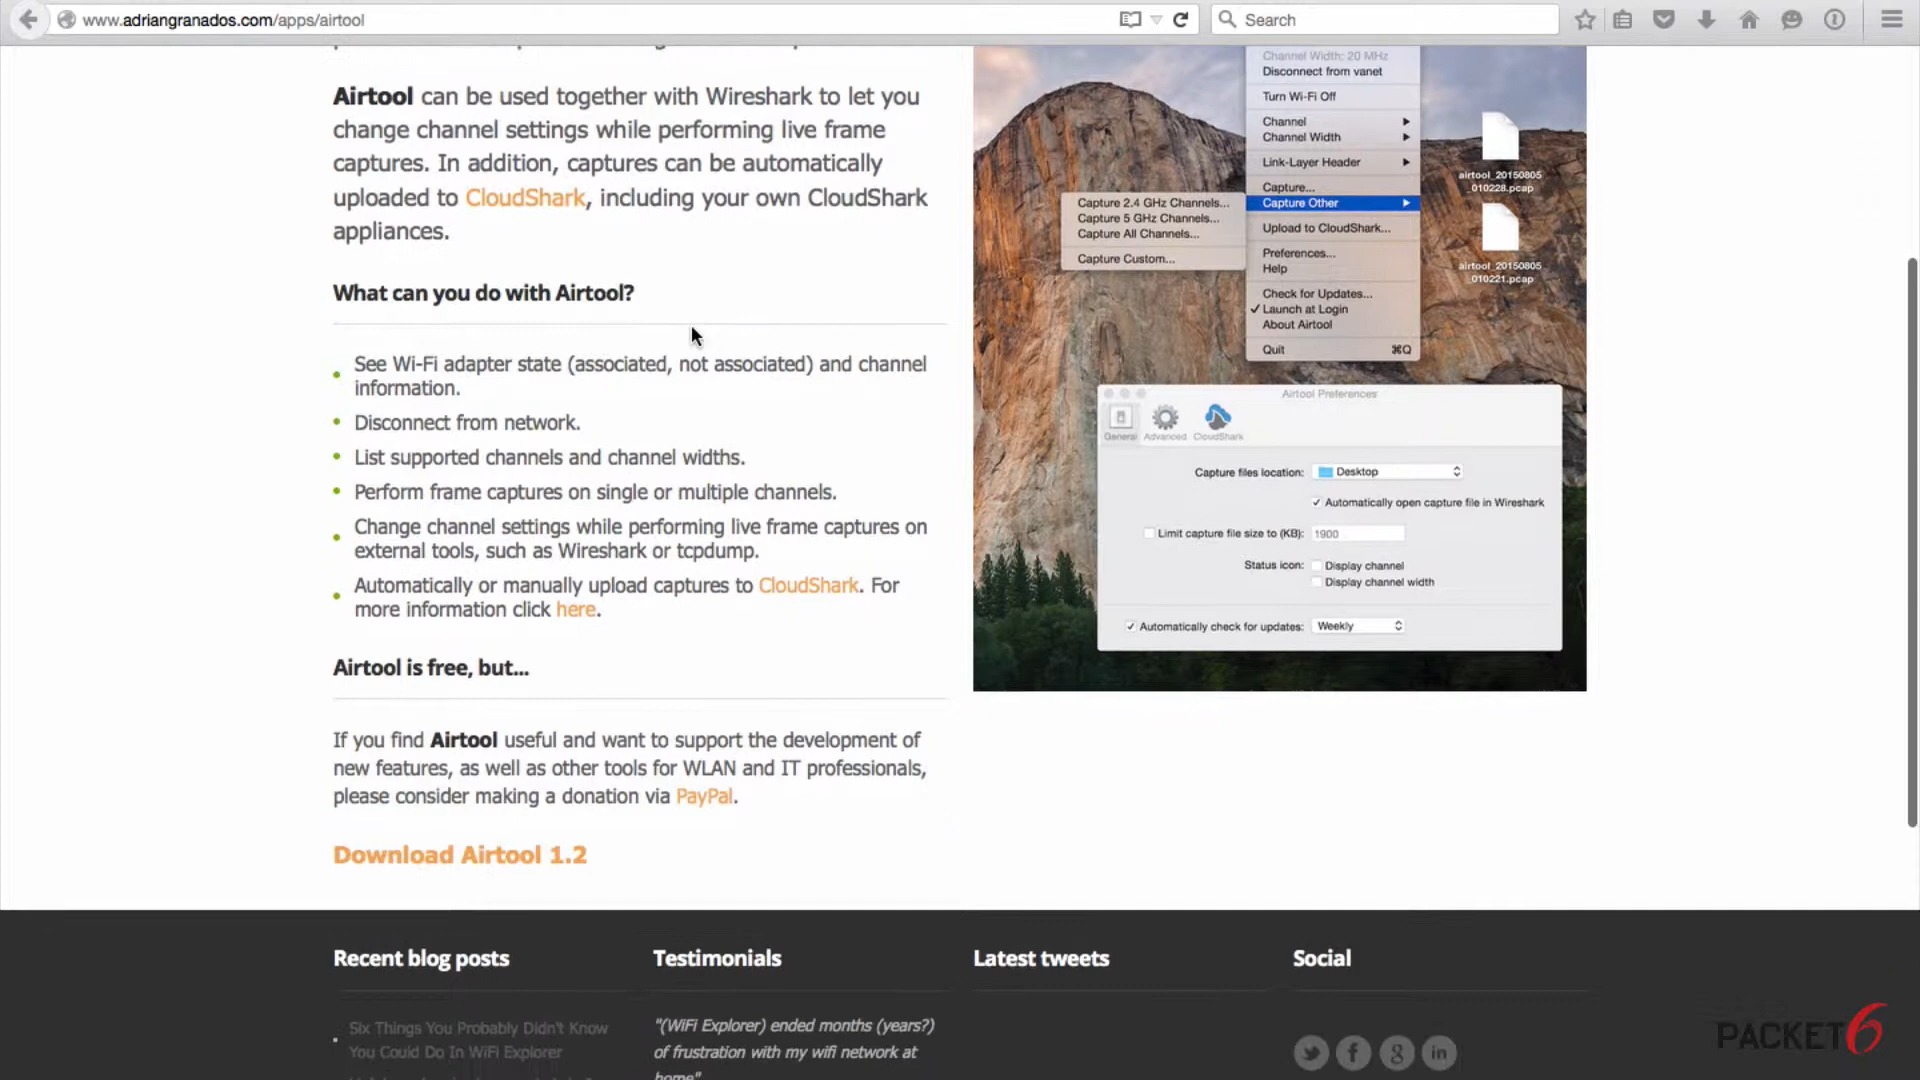 www.adriangranados.com/apps/airtool
Search
Airtool can be used together with Wireshark to let you
change channel settings while performing live frame
captures. In addition, captures can be automatically
uploaded to CloudShark, including your own CloudShark
appliances.
What can you do with Airtool?
See Wi-Fi adapter state (associated, not associated) and channel
information.
Disconnect from network.
List supported channels and channel widths.
Perform frame captures on single or multiple channels.
Change channel settings while performing live frame captures on
external tools, such as Wireshark or tcpdump.
Automatically or manually upload captures to CloudShark. For
more information click here.
Airtool is free, but...
If you find Airtool useful and want to support the development of
new features, as well as other tools for WLAN and IT professionals,
please consider making a donation via PayPal.
Download Airtool 1.2
Channel Width: 20 MHz
Disconnect from vanet
Turn Wi-Fi Off
Channel
Channel Width
Link-Layer Header
Capture...
Capture Other
Upload to CloudShark...
Preferences...
Help
Check for Updates...
✓ Launch at Login
About Airtool
Quit ⌘Q
Capture 2.4 GHz Channels...
Capture 5 GHz Channels...
Capture All Channels...
Capture Custom...
airtool_20150805
_010228.pcap
airtool_20150805
_010221.pcap
Airtool Preferences
General Advanced CloudShark
Capture files location: Desktop
Automatically open capture file in Wireshark
Limit capture file size to (KB): 1900
Status icon: Display channel
Display channel width
Automatically check for updates: Weekly
Recent blog posts
Six Things You Probably Didn't Know
You Could Do In WiFi Explorer
Testimonials
"(WiFi Explorer) ended months (years?)
of frustration with my wifi network at
home"
Latest tweets
Social
PACKET6